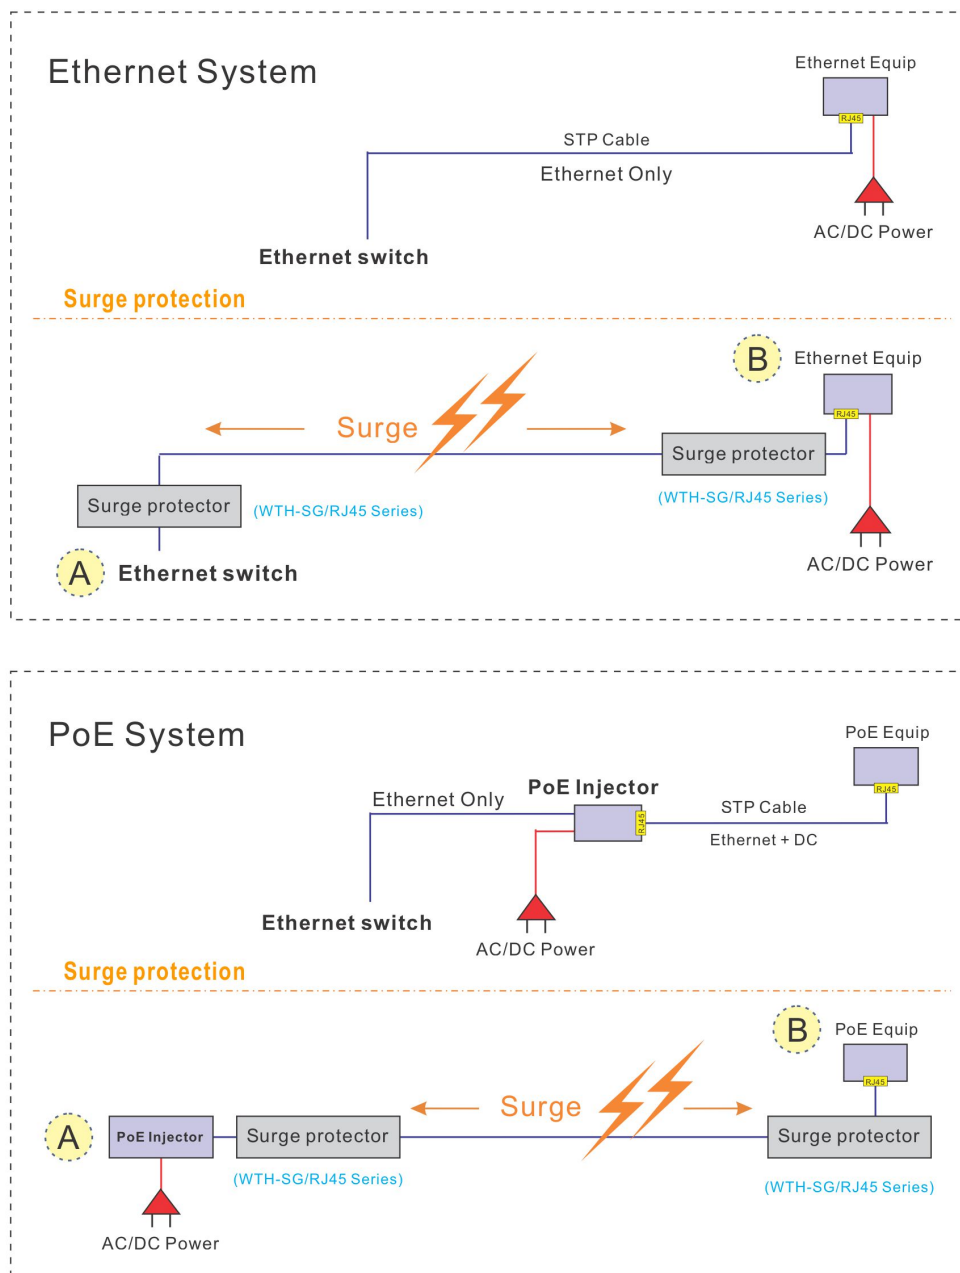 Ethernet System
Ethernet Equip
RJ45
STP Cable
Ethernet Only
AC/DC Power
Ethernet switch
Surge protection
B
Ethernet Equip
RJ45
Surge
Surge protector
(WTH-SG/RJ45 Series)
Surge protector
(WTH-SG/RJ45 Series)
AC/DC Power
A
Ethernet switch
PoE System
PoE Equip
RJ45
PoE Injector
Ethernet Only
RJ45
STP Cable
Ethernet + DC
Ethernet switch
AC/DC Power
Surge protection
B
PoE Equip
RJ45
Surge
A
PoE Injector
Surge protector
Surge protector
(WTH-SG/RJ45 Series)
(WTH-SG/RJ45 Series)
AC/DC Power